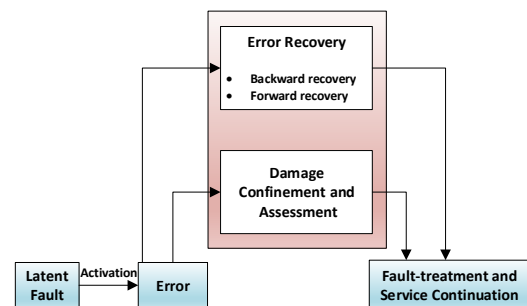 Error Recovery
• Backward recovery
• Forward recovery
Damage
Confinement and
Assessment
Latent
Fault
Activation
Error
Fault-treatment and
Service Continuation